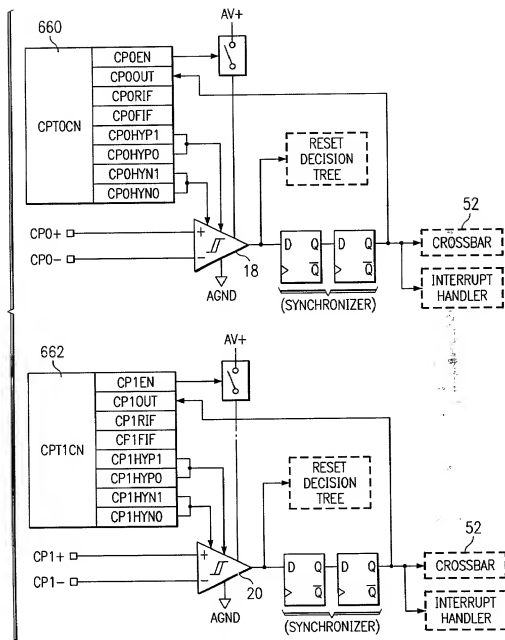 660
AV+
CPT0CN
CP0EN
CP0OUT
CP0RIF
CP0FIF
CP0HYP1
CP0HYP0
CP0HYN1
CP0HYN0
RESET
DECISION
TREE
CP0+
CP0-
+
-
18
AGND
D Q
Q
D Q
Q
(SYNCHRONIZER)
52
CROSSBAR
INTERRUPT
HANDLER
662
AV+
CPT1CN
CP1EN
CP1OUT
CP1RIF
CP1FIF
CP1HYP1
CP1HYP0
CP1HYN1
CP1HYN0
RESET
DECISION
TREE
CP1+
CP1-
+
-
20
AGND
D Q
Q
D Q
Q
(SYNCHRONIZER)
52
CROSSBAR
INTERRUPT
HANDLER